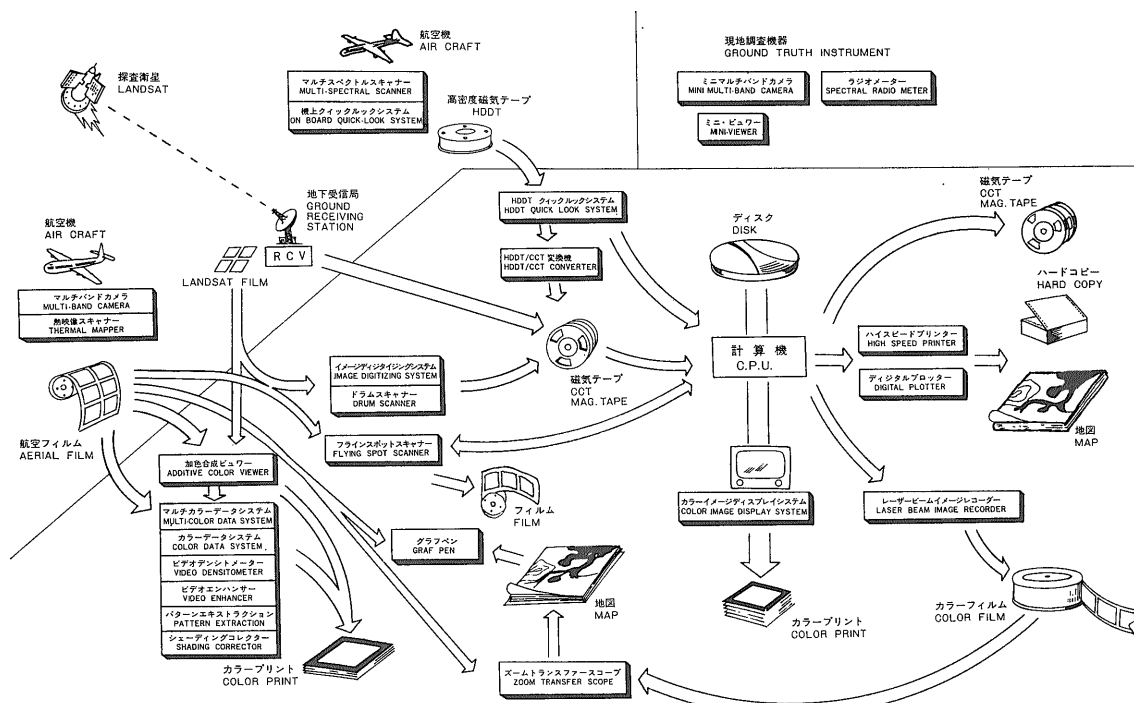 航空機
AIR CRAFT
マルチスペクトルスキャナー
MULTI-SPECTRAL SCANNER
機上クィックルックシステム
ON BOARD QUICK-LOOK SYSTEM
高密度磁気テープ
HDDT
現地調査機器
GROUND TRUTH INSTRUMENT
ミニマルチバンドカメラ
MINI MULTI-BAND CAMERA
ラジオメーター
SPECTRAL RADIO METER
ミニ・ビュワー
MINI-VIEWER
探査衛星
LANDSAT
地下受信局
GROUND
RECEIVING
STATION
RCV
LANDSAT FILM
航空機
AIR CRAFT
マルチバンドカメラ
MULTI-BAND CAMERA
熱映像スキャナー
THERMAL MAPPER
航空フィルム
AERIAL FILM
HDDT クィックルックシステム
HDDT QUICK LOOK SYSTEM
HDDT/CCT 変換機
HDDT/CCT CONVERTER
磁気テープ
CCT
MAG. TAPE
イメージディジタイジングシステム
IMAGE DIGITIZING SYSTEM
ドラムスキャナー
DRUM SCANNER
フラインスポットスキャナー
FLYING SPOT SCANNER
フィルム
FILM
加色合成ビュワー
ADDITIVE COLOR VIEWER
マルチカラーデータシステム
MULTI-COLOR DATA SYSTEM
カラーデータシステム
COLOR DATA SYSTEM
ビデオデンシトメーター
VIDEO DENSITOMETER
ビデオエンハンサー
VIDEO ENHANCER
パターンエキストラクション
PATTERN EXTRACTION
シェーディングコレクター
SHADING CORRECTOR
カラープリント
COLOR PRINT
グラフペン
GRAF PEN
地図
MAP
ズームトランスファースコープ
ZOOM TRANSFER SCOPE
ディスク
DISK
計算機
C.P.U.
カラーイメージディスプレイシステム
COLOR IMAGE DISPLAY SYSTEM
カラープリント
COLOR PRINT
磁気テープ
CCT
MAG. TAPE
ハードコピー
HARD COPY
ハイスピードプリンター
HIGH SPEED PRINTER
ディジタルプロッター
DIGITAL PLOTTER
地図
MAP
レーザービームイメージレコーダー
LASER BEAM IMAGE RECORDER
カラーフィルム
COLOR FILM